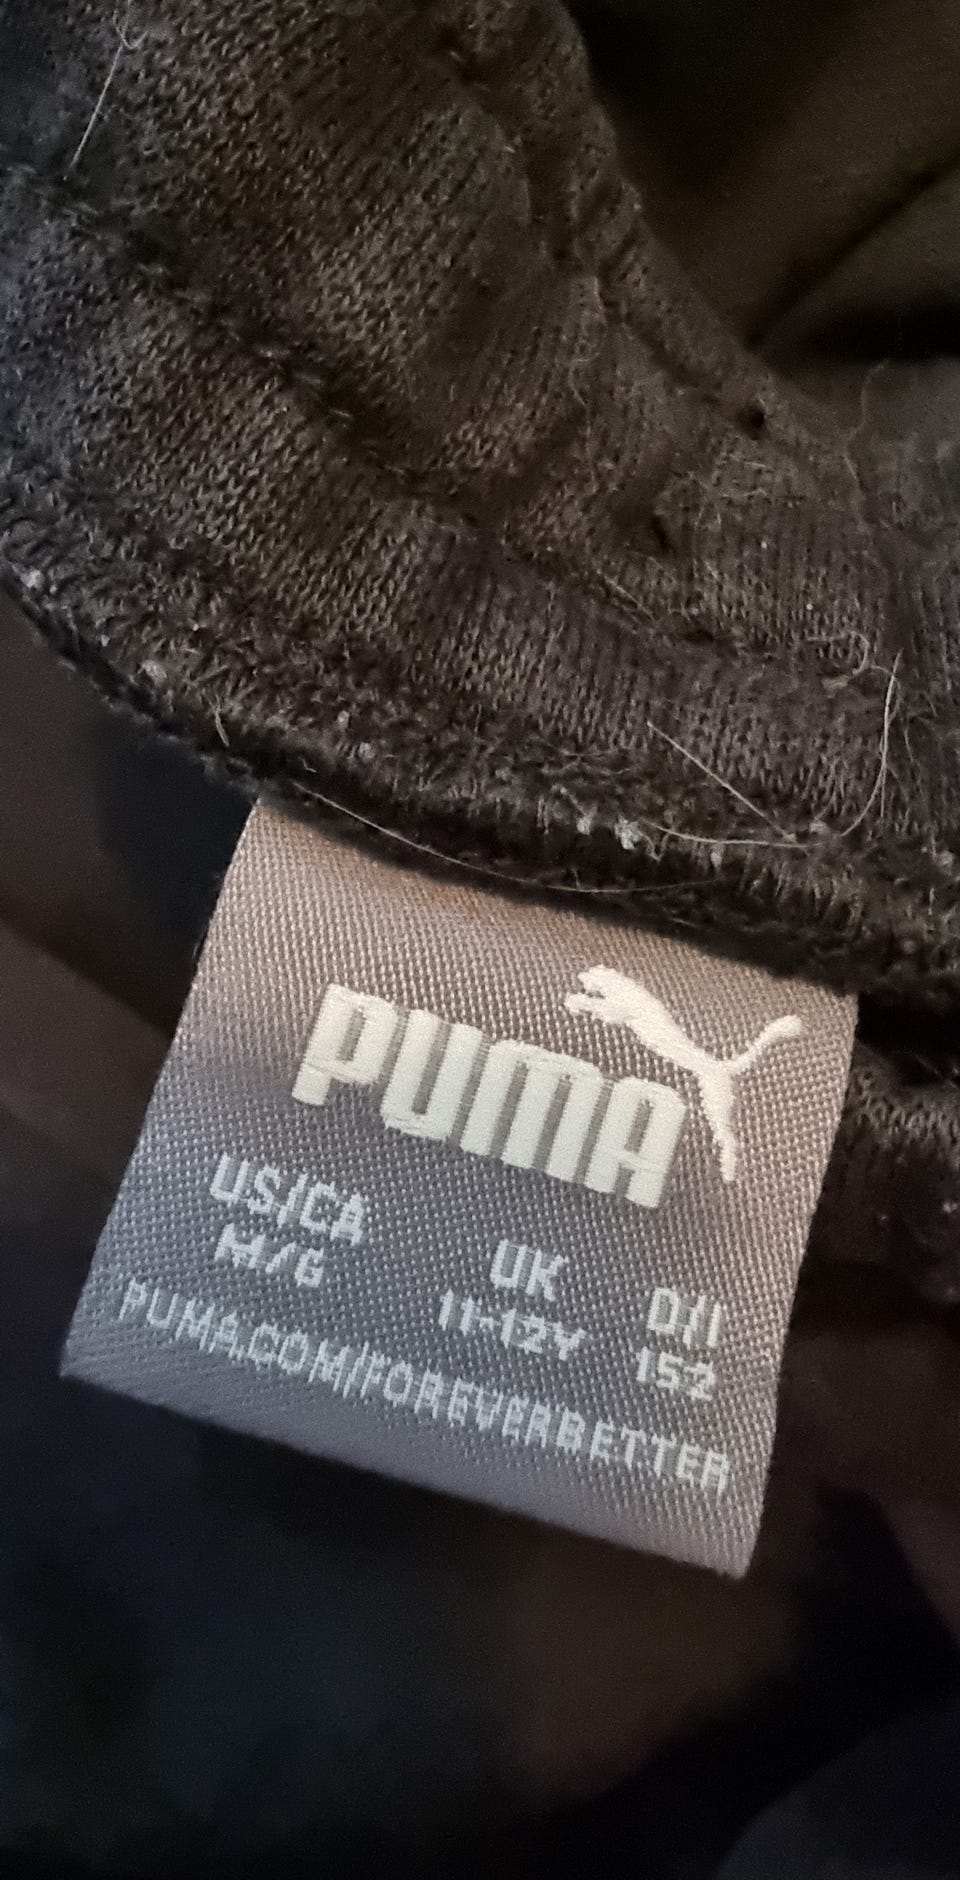 PUMA
US/CA UK D/I
M/G 11-12Y 152
PUMA.COM/FOREVERBETTER